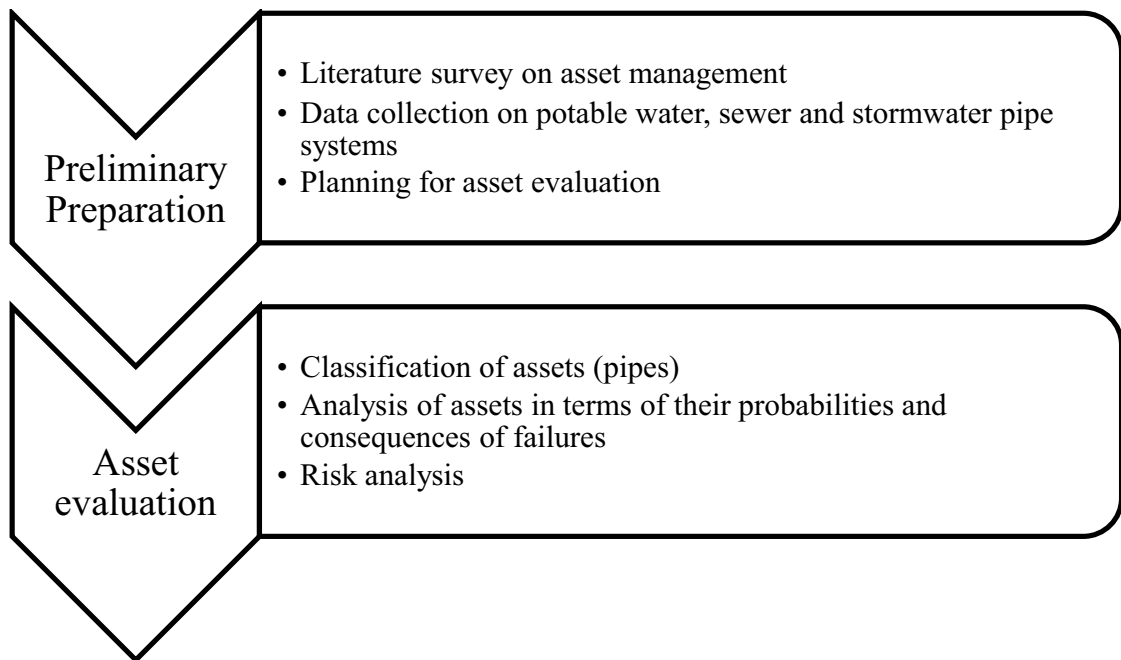 Preliminary
Preparation
• Literature survey on asset management
• Data collection on potable water, sewer and stormwater pipe
systems
• Planning for asset evaluation
Asset
evaluation
• Classification of assets (pipes)
• Analysis of assets in terms of their probabilities and
consequences of failures
• Risk analysis